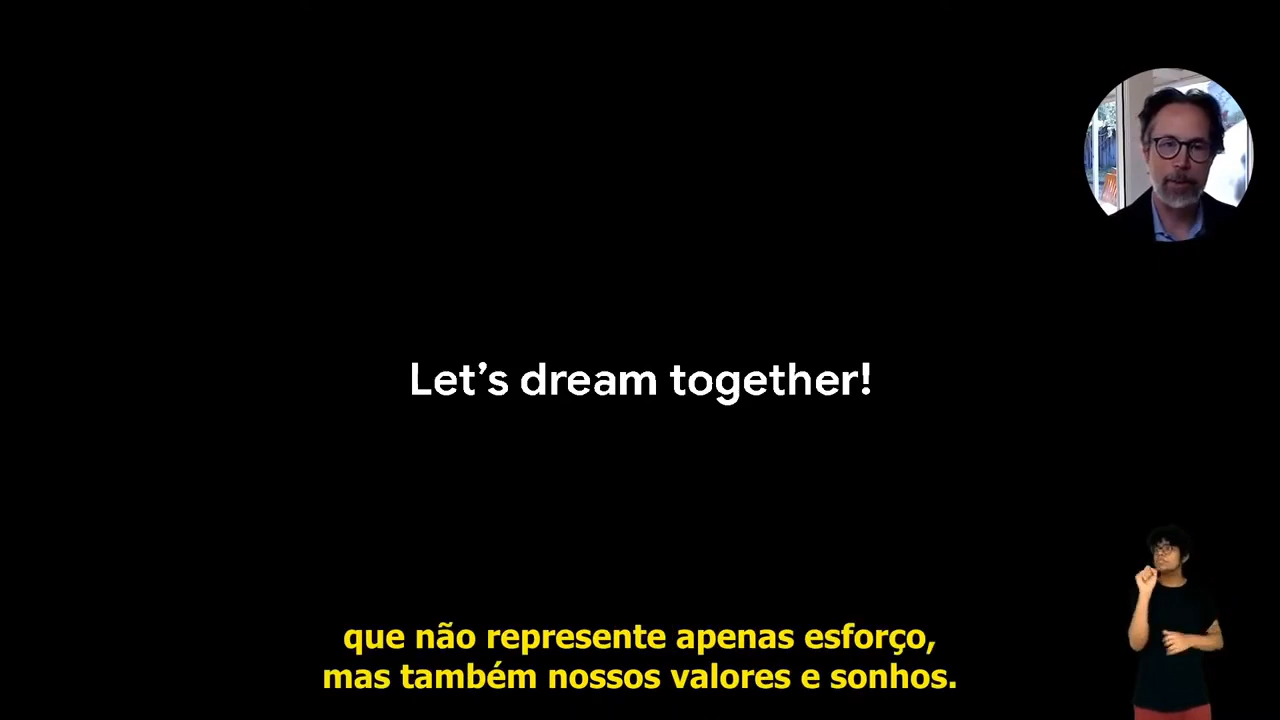 Let’s dream together!
que não represente apenas esforço,
mas também nossos valores e sonhos.